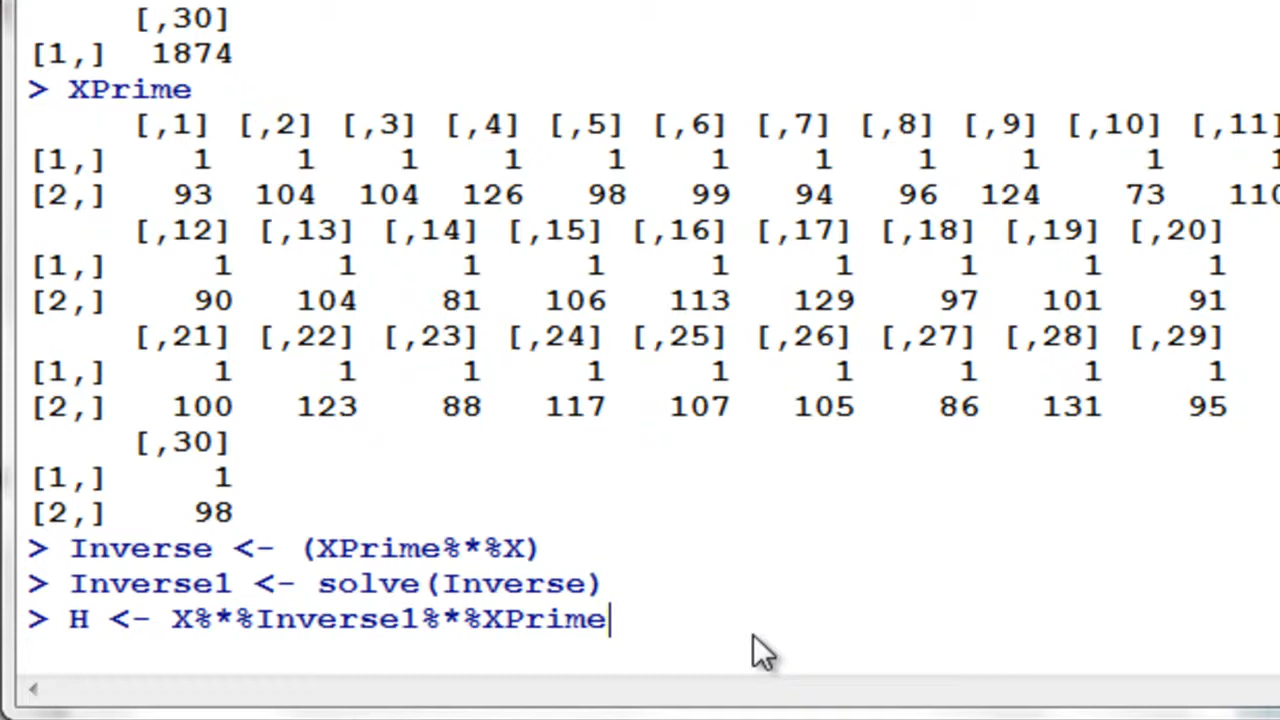 [,30]
[1,] 1874
> XPrime
[,1] [,2] [,3] [,4] [,5] [,6] [,7] [,8] [,9] [,10] [,11]
[1,] 1 1 1 1 1 1 1 1 1 1 1
[2,] 93 104 104 126 98 99 94 96 124 73 110
[,12] [,13] [,14] [,15] [,16] [,17] [,18] [,19] [,20]
[1,] 1 1 1 1 1 1 1 1 1
[2,] 90 104 81 106 113 129 97 101 91
[,21] [,22] [,23] [,24] [,25] [,26] [,27] [,28] [,29]
[1,] 1 1 1 1 1 1 1 1 1
[2,] 100 123 88 117 107 105 86 131 95
[,30]
[1,] 1
[2,] 98
> Inverse <- (XPrime%*%X)
> Inverse1 <- solve(Inverse)
> H <- X%*%Inverse1%*%XPrime